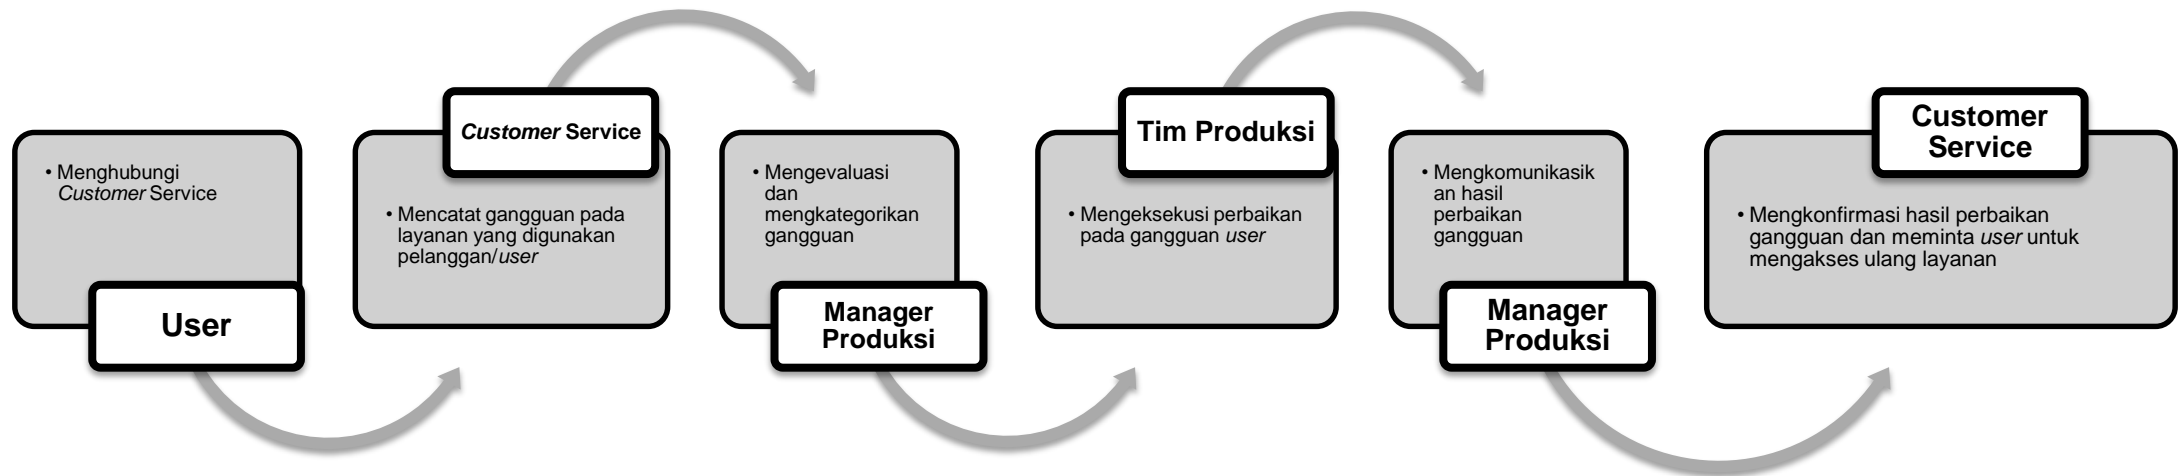 • Menghubungi
Customer Service
User
Customer Service
• Mencatat gangguan pada
layanan yang digunakan
pelanggan/user
• Mengevaluasi
dan
mengkategorikan
gangguan
Manager
Produksi
Tim Produksi
• Mengeksekusi perbaikan
pada gangguan user
• Mengkomunikasik
an hasil
perbaikan
gangguan
Manager
Produksi
Customer
Service
• Mengkonfirmasi hasil perbaikan
gangguan dan meminta user untuk
mengakses ulang layanan